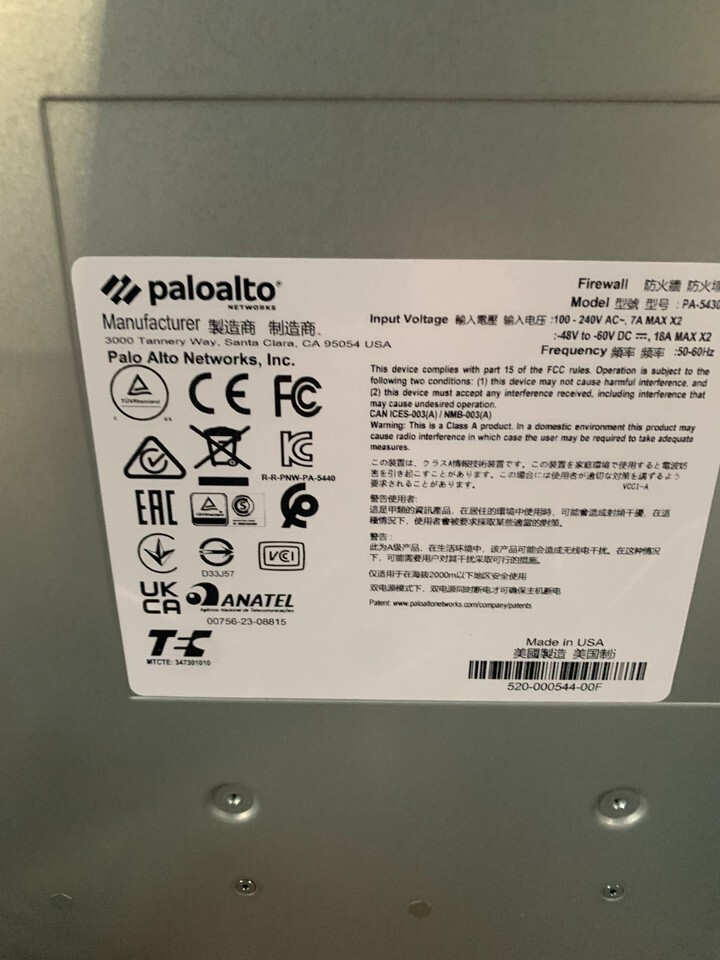 paloalto®
NETWORKS
Manufacturer 製造商 制造商.
3000 Tannery Way, Santa Clara, CA 95054 USA
Palo Alto Networks, Inc.
Firewall 防火牆 防火墙
Model 型號 型号 : PA-5430
Input Voltage 輸入電壓 输入电压 :100 - 240V AC~, 7A MAX X2
:-48V to -60V DC ⎓, 18A MAX X2
Frequency 頻率 频率 :50-60Hz
TÜVRheinland
CE FC
R-R-PNW-PA-5440
EAC
D33J57
VCCI
UK
CA
ANATEL
Agência Nacional de Telecomunicações
00756-23-08815
MTCTE: 347301010
This device complies with part 15 of the FCC rules. Operation is subject to the
following two conditions: (1) this device may not cause harmful interference, and
(2) this device must accept any interference received, including interference that
may cause undesired operation.
CAN ICES-003(A) / NMB-003(A)
Warning: This is a Class A product. In a domestic environment this product may
cause radio interference in which case the user may be required to take adequate
measures.
この装置は、クラスA情報技術装置です。この装置を家庭環境で使用すると電波妨
害を引き起こすことがあります。この場合には使用者が適切な対策を講ずるよう
要求されることがあります。 VCCI-A
警告使用者:
這是甲類的資訊產品，在居住的環境中使用時，可能會造成射頻干擾，在這
種情況下，使用者會被要求採取某些適當的對策。
警告:
此为A级产品，在生活环境中，该产品可能会造成无线电干扰。在这种情况
下，可能需要用户对其干扰采取可行的措施。
仅适用于在海拔2000m以下地区安全使用
双电源模式下，双电源同时断电才可确保主机断电
Patent: www.paloaltonetworks.com/company/patents
Made in USA
美國製造 美国制
520-000544-00F